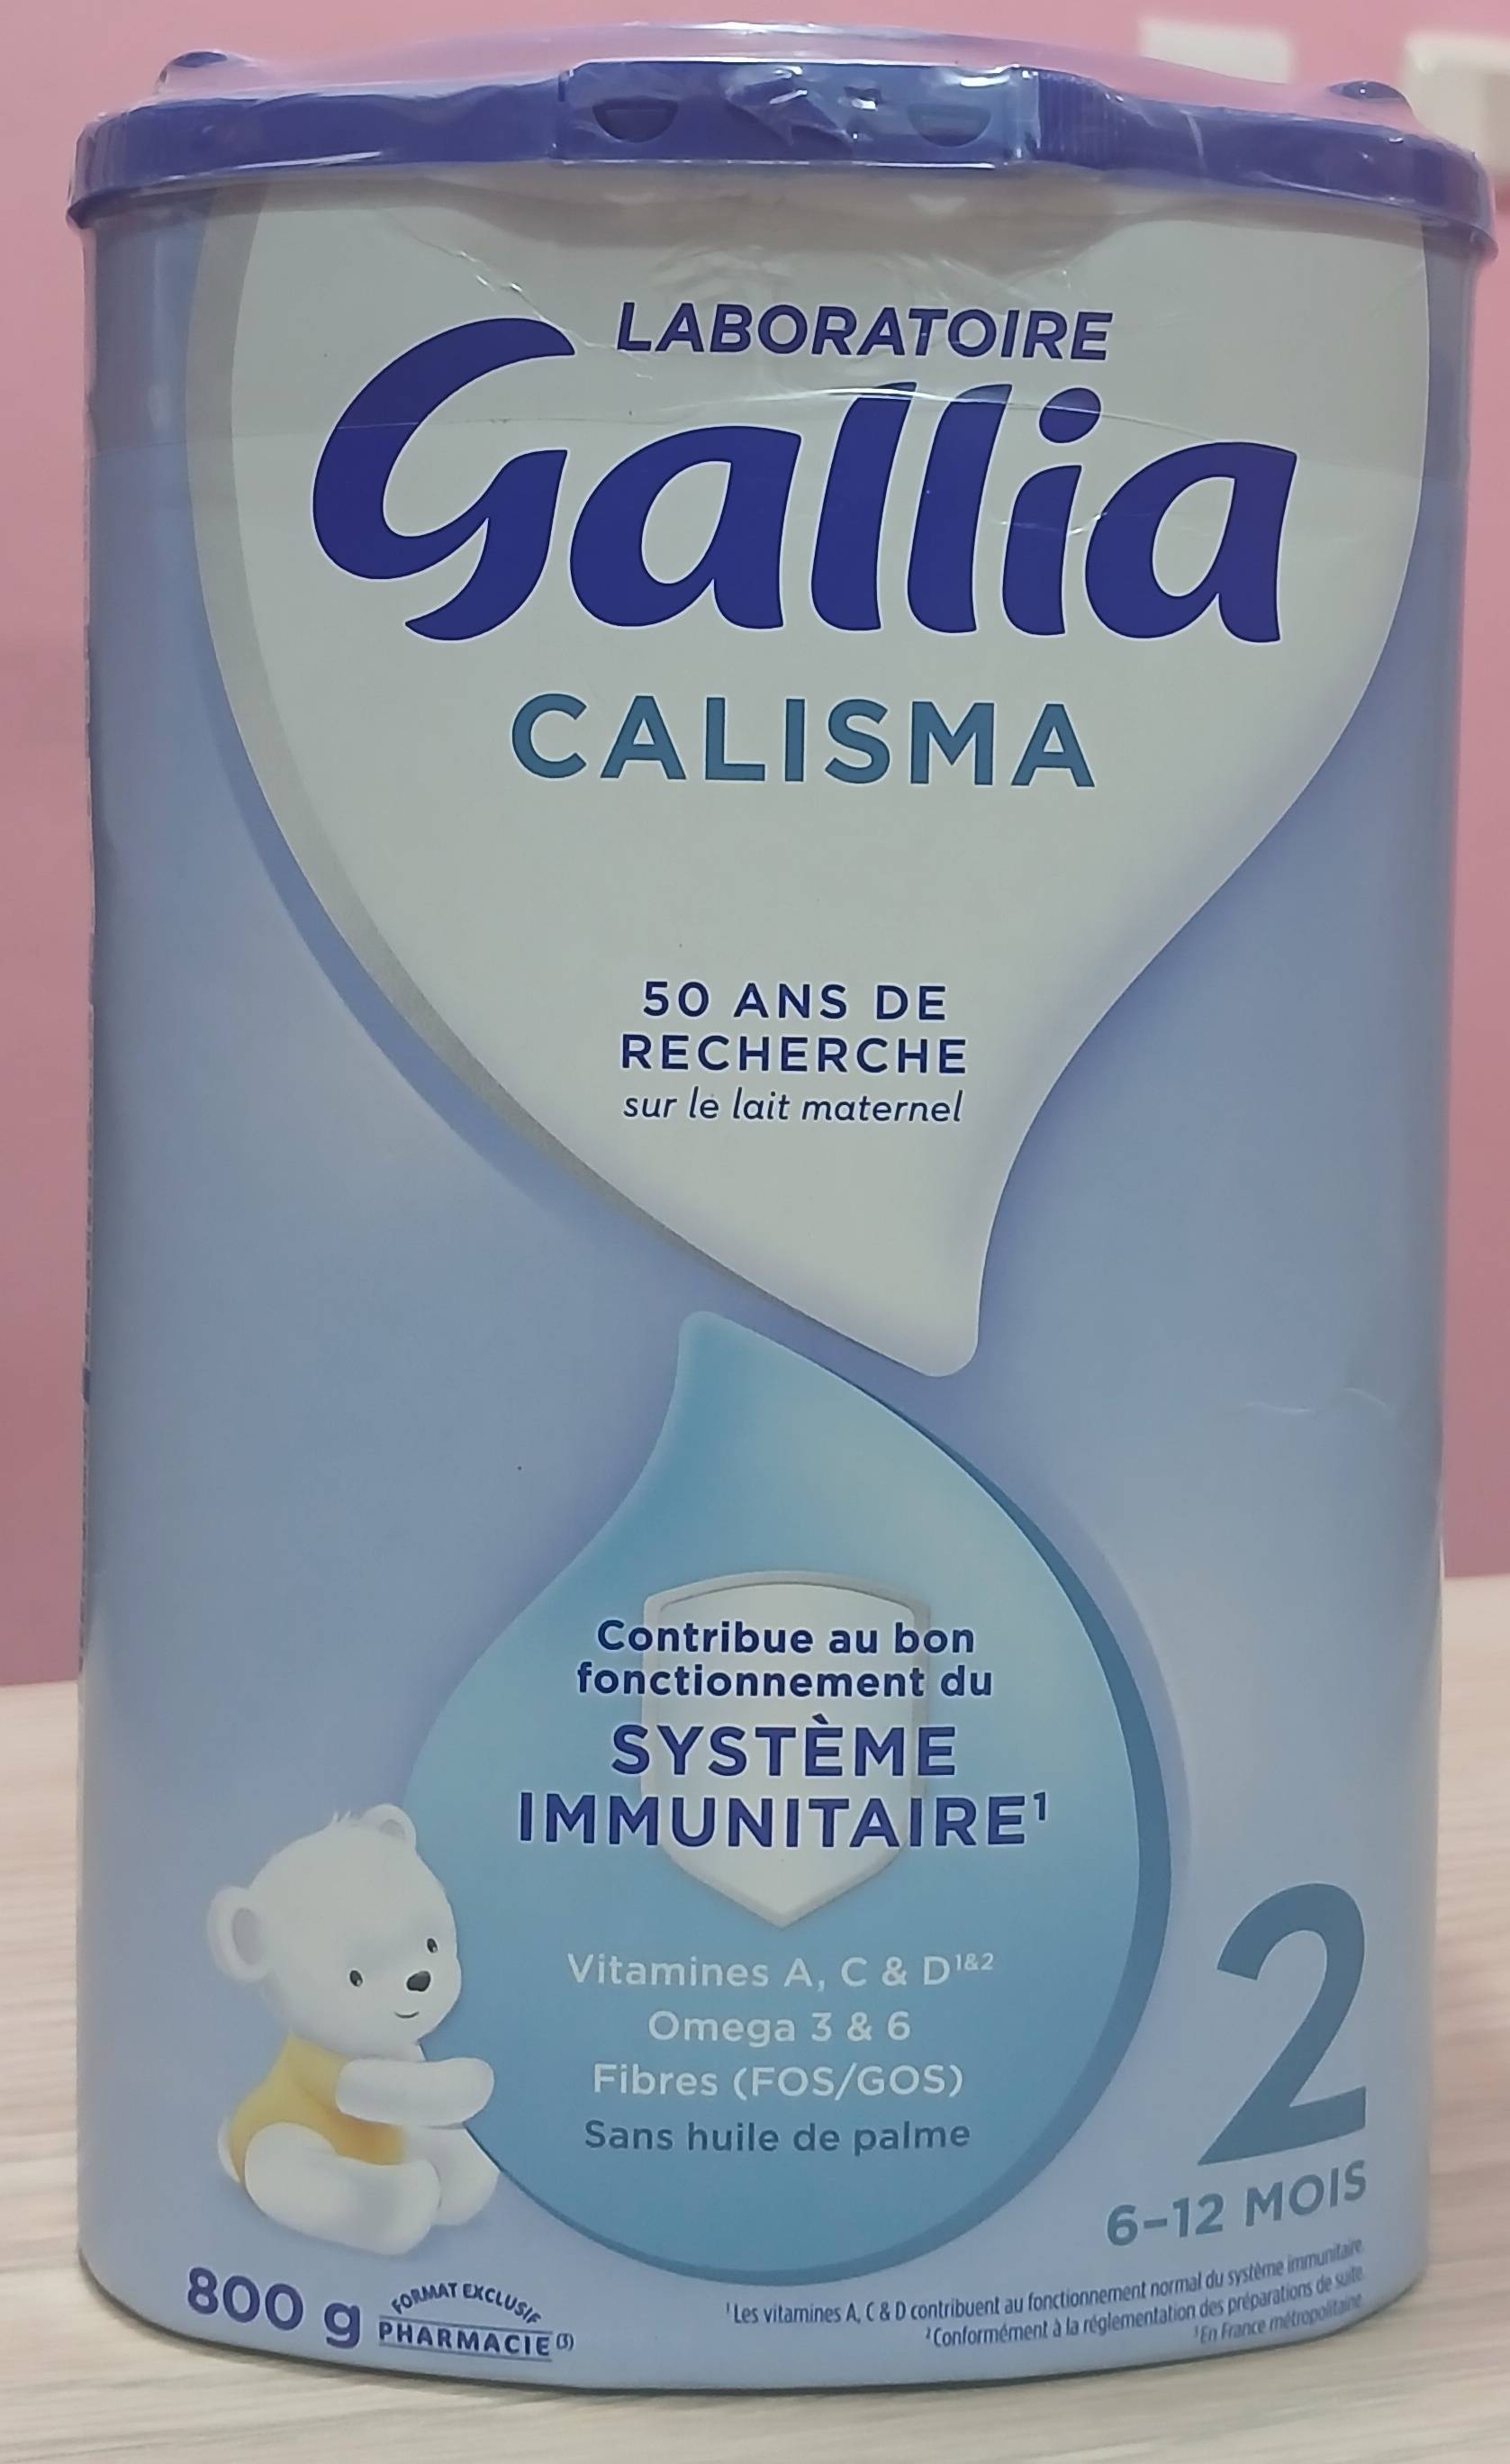 LABORATOIRE
Gallia
CALISMA
50 ANS DE
RECHERCHE
sur le lait maternel
Contribue au bon
fonctionnement du
SYSTÈME
IMMUNITAIRE¹
Vitamines A, C & D¹&²
Omega 3 & 6
Fibres (FOS/GOS)
Sans huile de palme
2
6-12 MOIS
800 g
FORMAT EXCLUSIF
PHARMACIE (3)
¹Les vitamines A, C & D contribuent au fonctionnement normal du système immunitaire.
²Conformément à la réglementation des préparations de suite.
³En France métropolitaine.